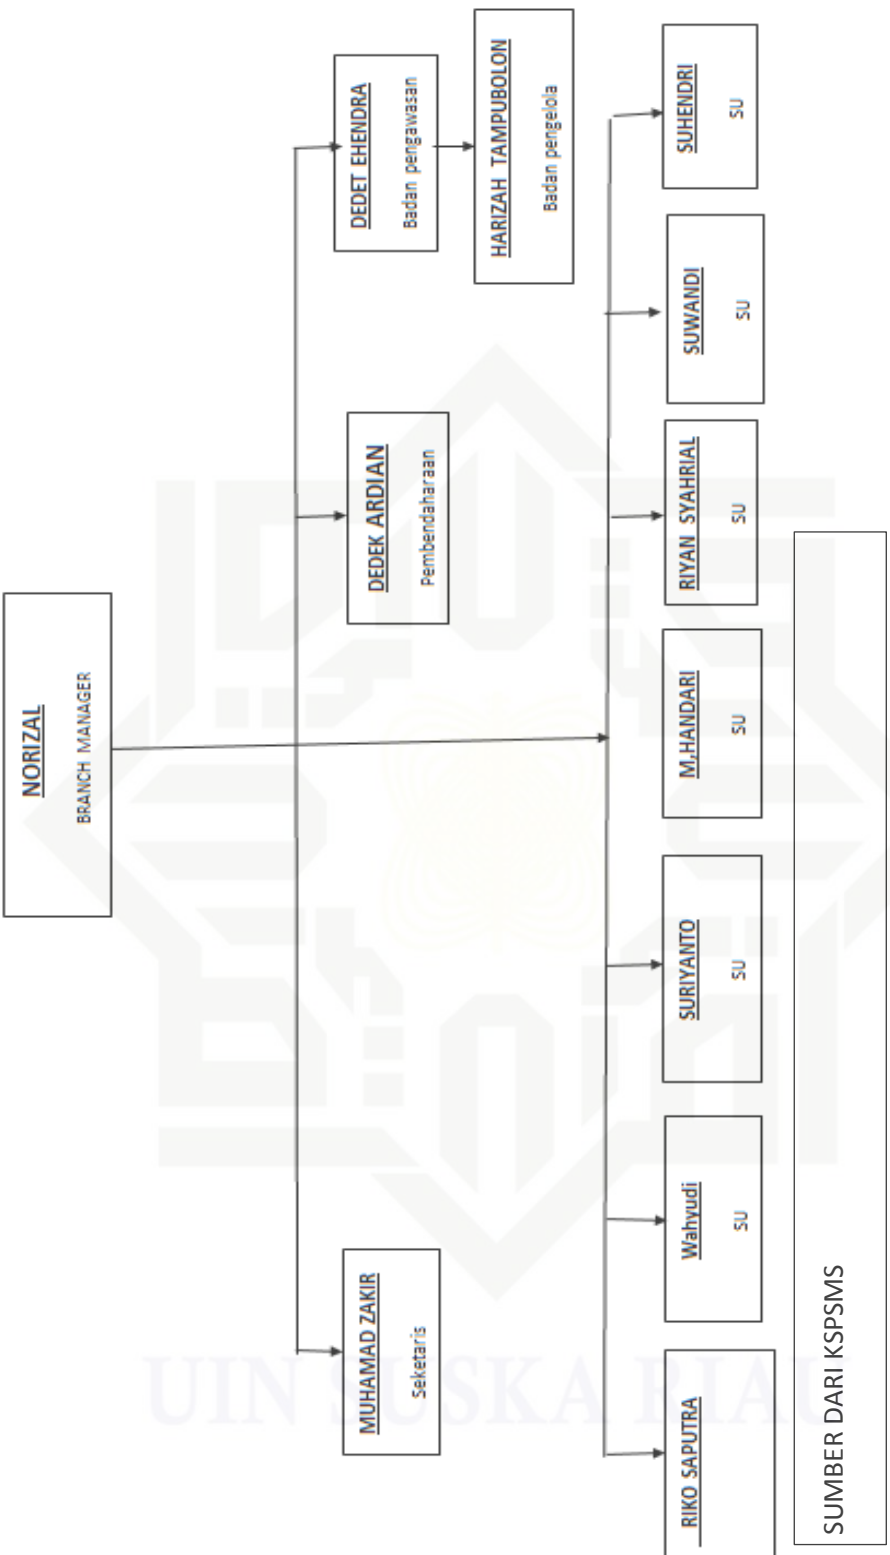 NORIZAL
BRANCH MANAGER
MUHAMAD ZAKIR
Seketaris
DEDEK ARDIAN
Pembendaharaan
DEDET EHENDRA
Badan pengawasan
HARIZAH TAMPUBOLON
Badan pengelola
RIKO SAPUTRA
Wahyudi
SU
SURIYANTO
SU
M,HANDARI
SU
RIYAN SYAHRIAL
SU
SUWANDI
SU
SUHENDRI
SU
SUMBER DARI KSPSMS
UIN SUSKA RIAU